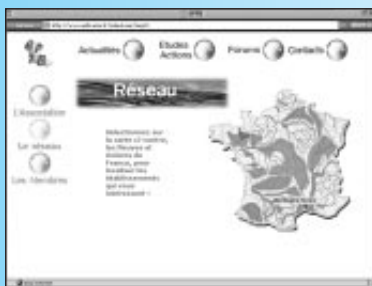 Actualités
Etudes
Actions
Forums
Contacts
Réseau
L'Association
Le réseau
Les Membres
Sélectionnez sur
la carte ci-contre,
les fleuves et
rivières de
France, pour
localiser les
établissements
qui vous
intéressent :